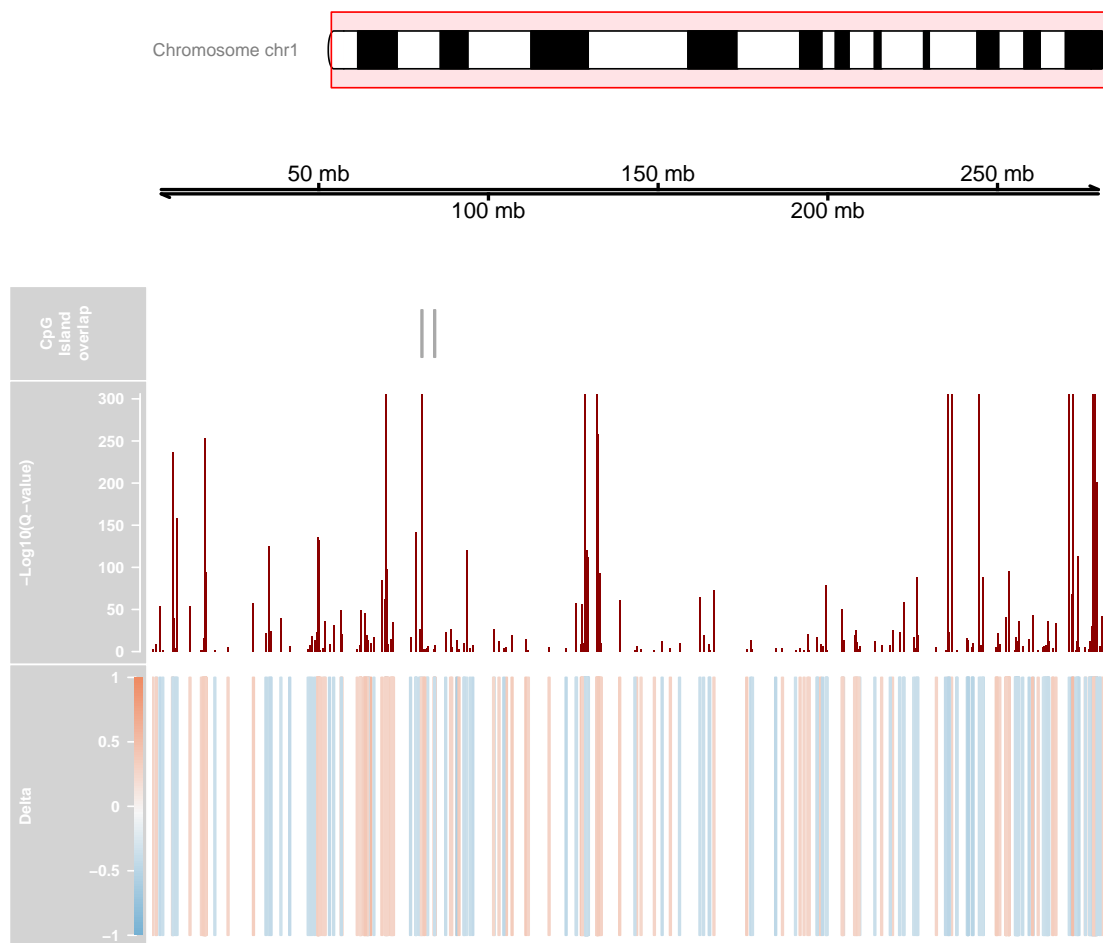 Chromosome chr1
50 mb
150 mb
250 mb
100 mb
200 mb
CpG
Island
overlap
−Log10(Q−value)
300
250
200
150
100
50
0
Delta
1
0.5
0
−0.5
−1